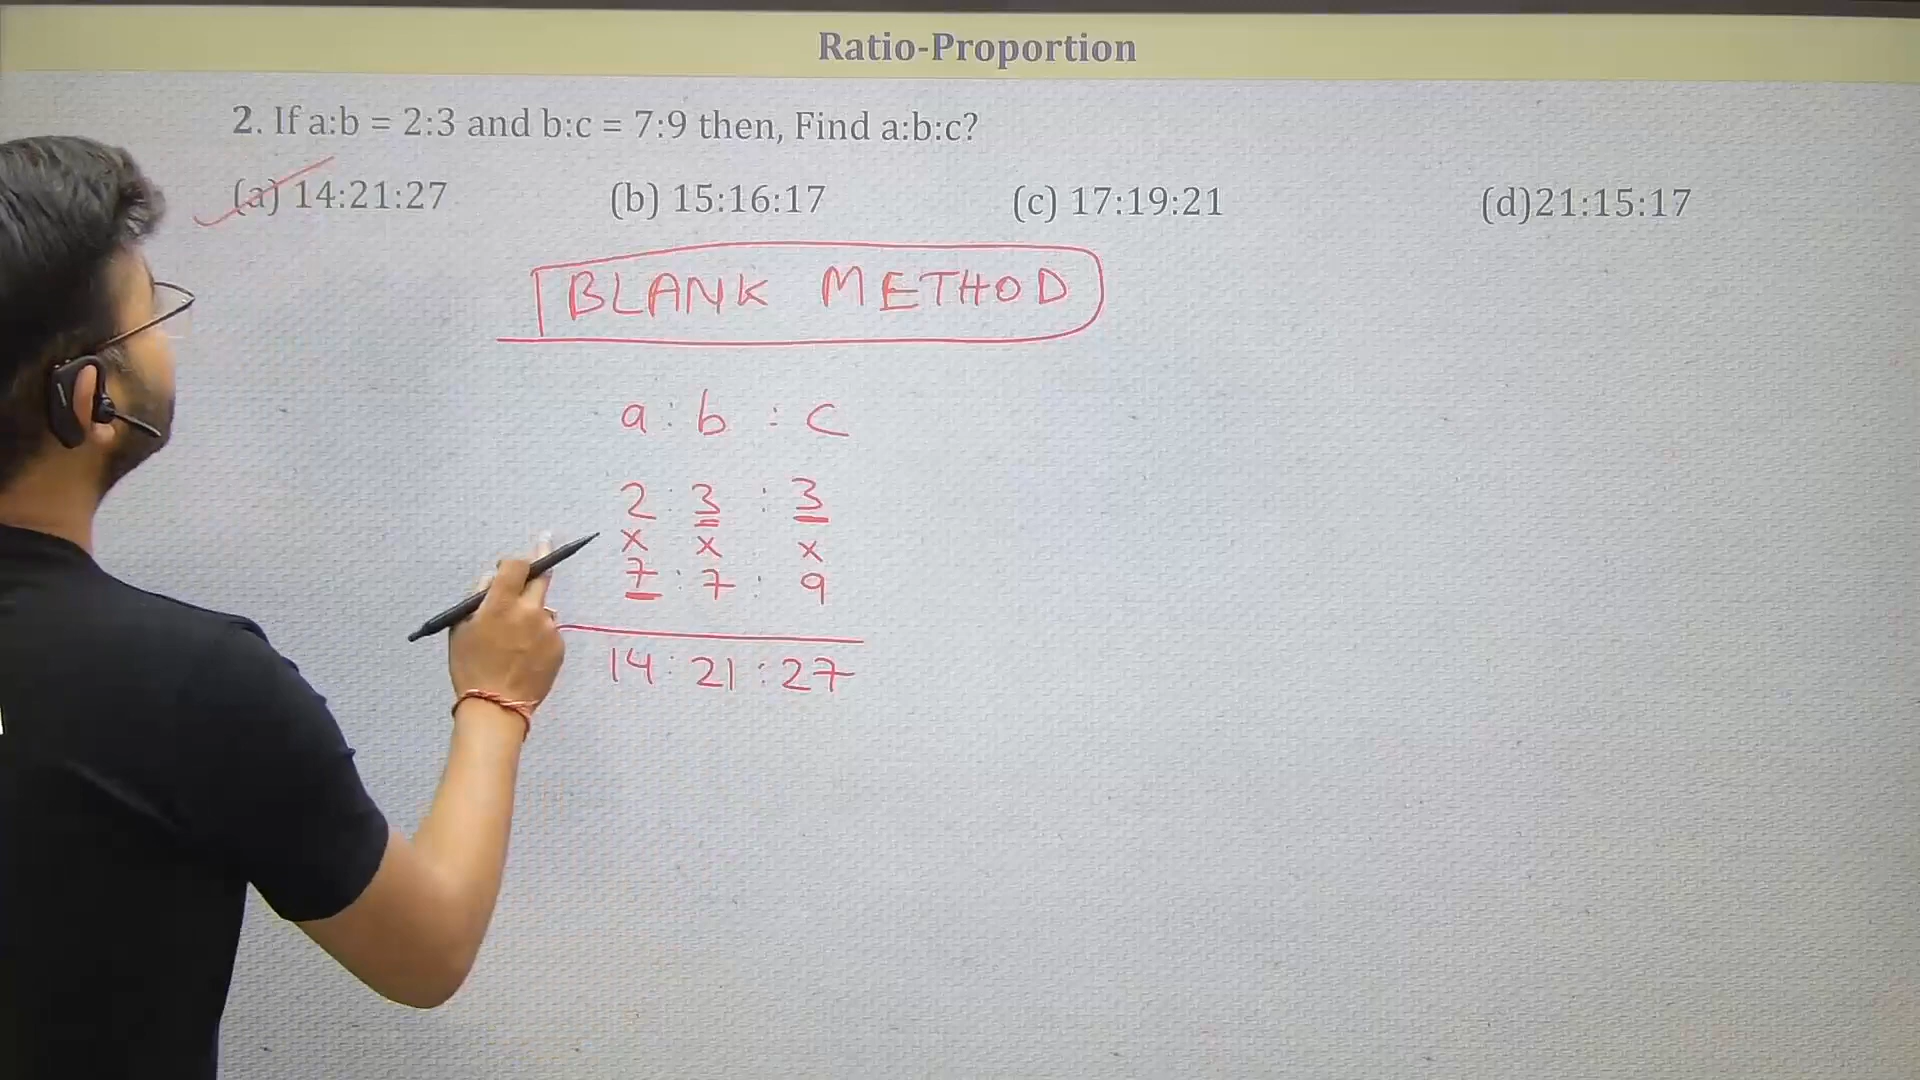 Ratio-Proportion
2. If a:b = 2:3 and b:c = 7:9 then, Find a:b:c?
(a) 14:21:27 (b) 15:16:17 (c) 17:19:21 (d)21:15:17
BLANK METHOD
a : b : c
2 : 3 : 3
x x x
7 : 7 : 9
14 : 21 : 27